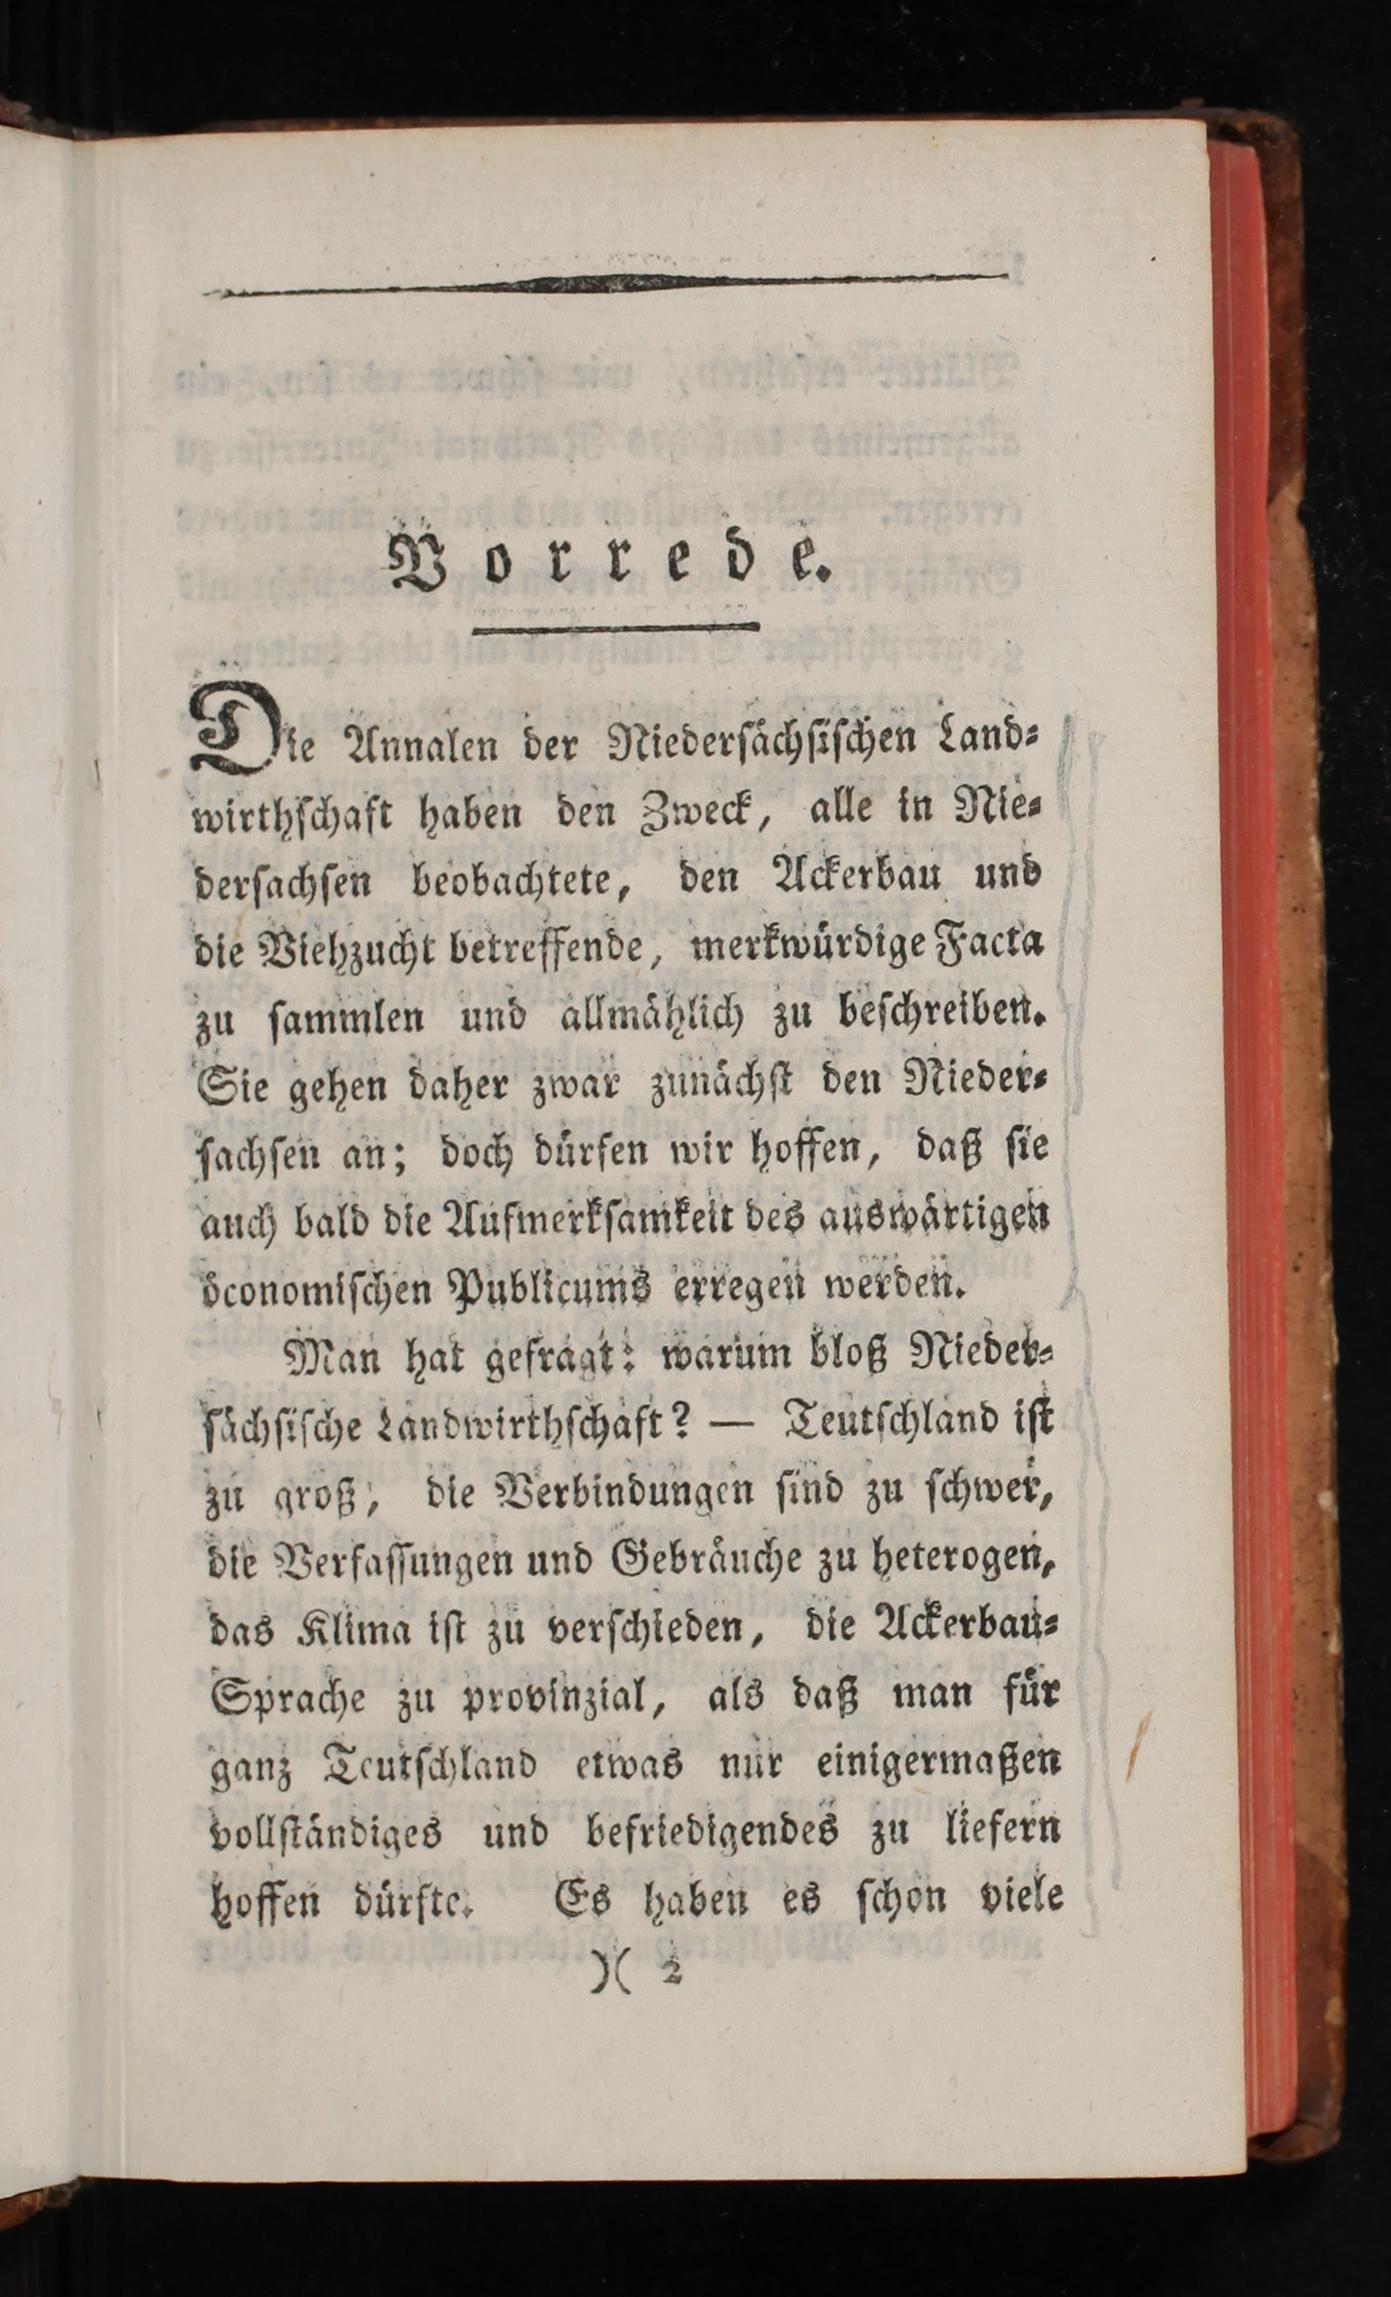 Vorrede.
Die Annalen der Niedersächsischen Land-
wirthschaft haben den Zweck, alle in Nie-
dersachsen beobachtete, den Ackerbau und
die Viehzucht betreffende, merkwürdige Facta
zu sammlen und allmählich zu beschreiben.
Sie gehen daher zwar zunächst den Nieder-
sachsen an; doch dürfen wir hoffen, daß sie
auch bald die Aufmerksamkeit des auswärtigen
öconomischen Publicums erregen werden.
Man hat gefragt: warum bloß Nieder-
sächsische Landwirthschaft? — Teutschland ist
zu groß, die Verbindungen sind zu schwer,
die Verfassungen und Gebräuche zu heterogen,
das Klima ist zu verschieden, die Ackerbau-
Sprache zu provinzial, als daß man für
ganz Teutschland etwas nur einigermaßen
vollständiges und befriedigendes zu liefern
hoffen dürfte. Es haben es schon viele
)( 2